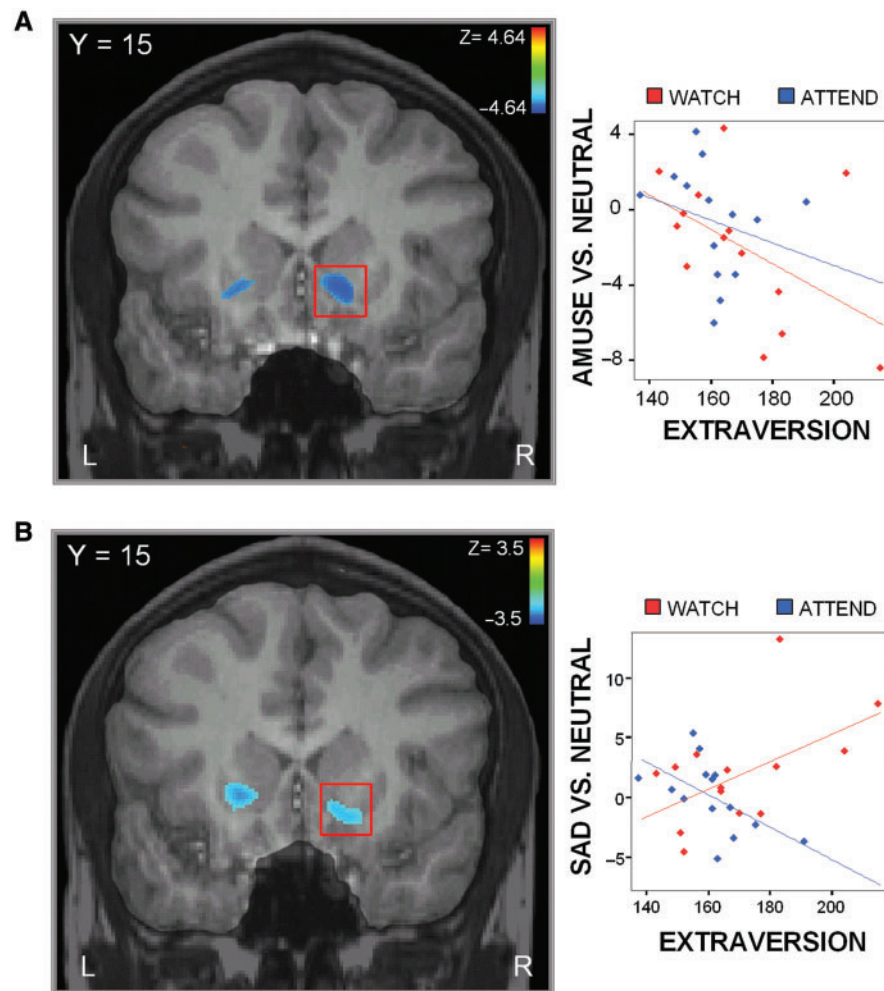 A
Y = 15
Z= 4.64
-4.64
L
R
WATCH
ATTEND
AMUSE VS. NEUTRAL
4
0
-4
-8
140
160
180
200
EXTRAVERSION
B
Y = 15
Z= 3.5
-3.5
L
R
WATCH
ATTEND
SAD VS. NEUTRAL
10
5
0
-5
140
160
180
200
EXTRAVERSION